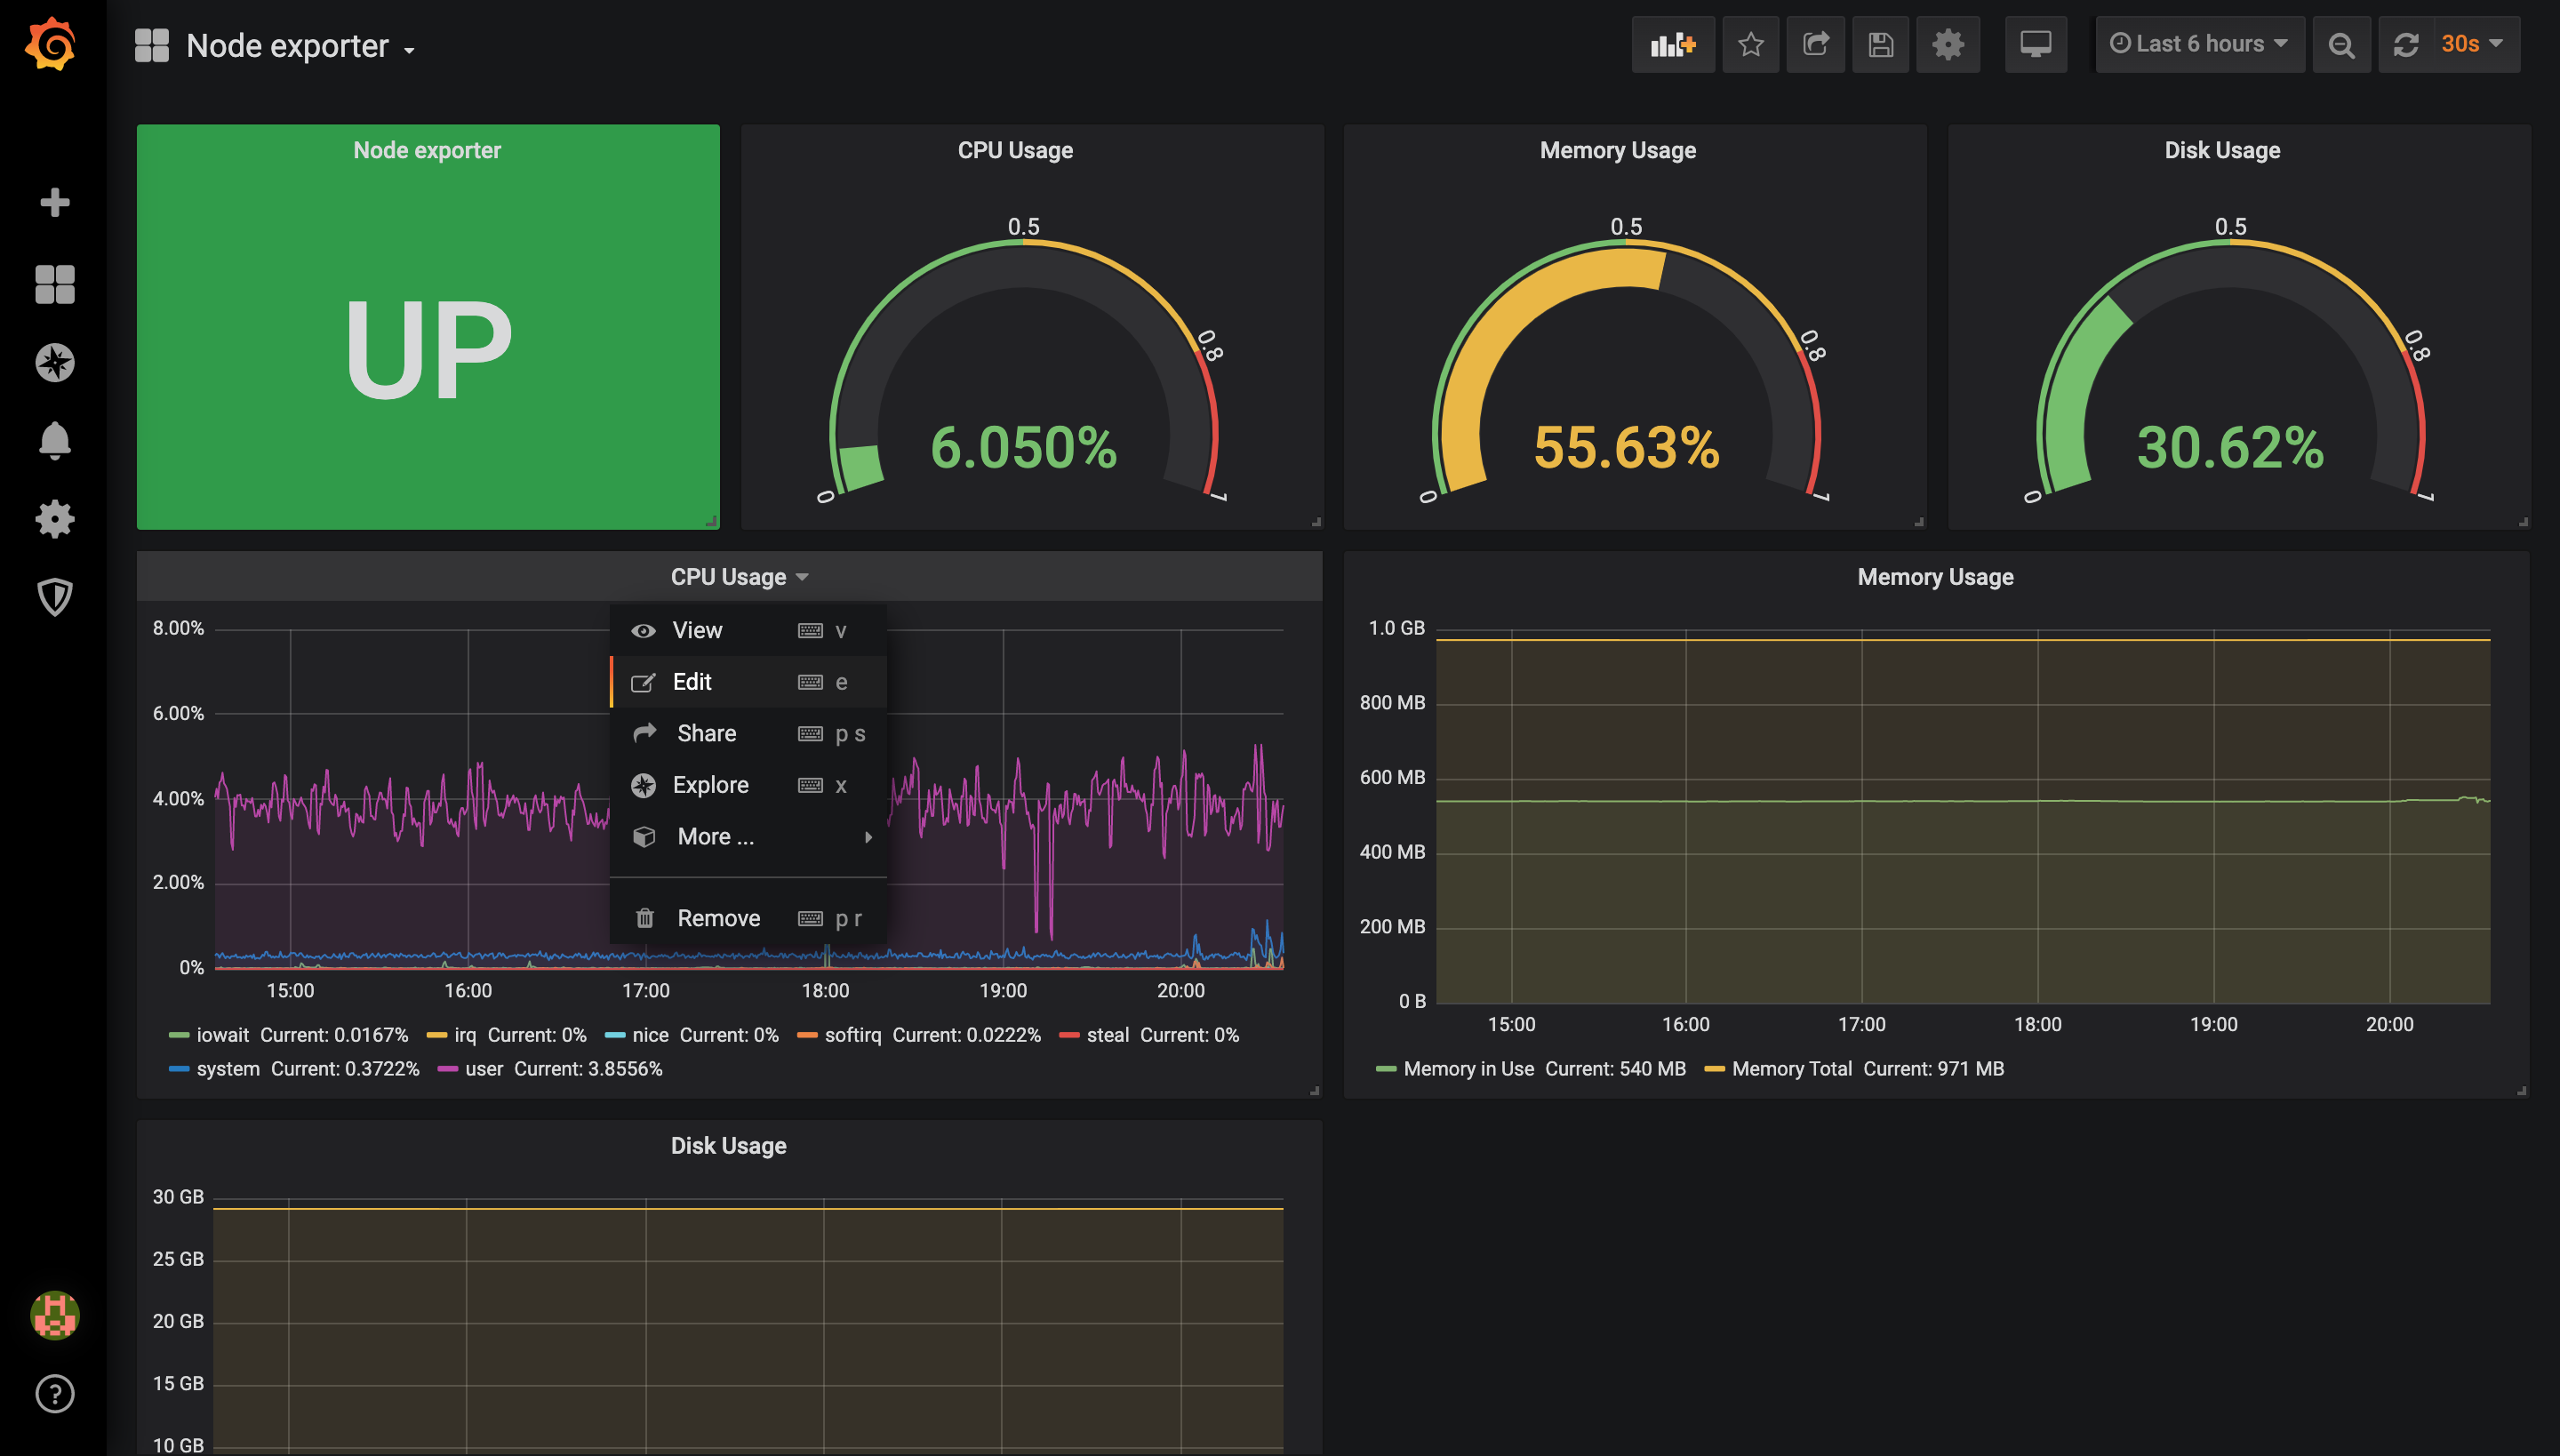 Node exporter
Last 6 hours
30s
Node exporter
UP
CPU Usage
0.5
0.8
0
1
6.050%
Memory Usage
0.5
0.8
0
1
55.63%
Disk Usage
0.5
0.8
0
1
30.62%
CPU Usage
8.00%
6.00%
4.00%
2.00%
0%
15:00 16:00 17:00 18:00 19:00 20:00
View v
Edit e
Share p s
Explore x
More ...
Remove p r
iowait Current: 0.0167% irq Current: 0% nice Current: 0% softirq Current: 0.0222% steal Current: 0%
system Current: 0.3722% user Current: 3.8556%
Memory Usage
1.0 GB
800 MB
600 MB
400 MB
200 MB
0 B
15:00 16:00 17:00 18:00 19:00 20:00
Memory in Use Current: 540 MB Memory Total Current: 971 MB
Disk Usage
30 GB
25 GB
20 GB
15 GB
10 GB
?